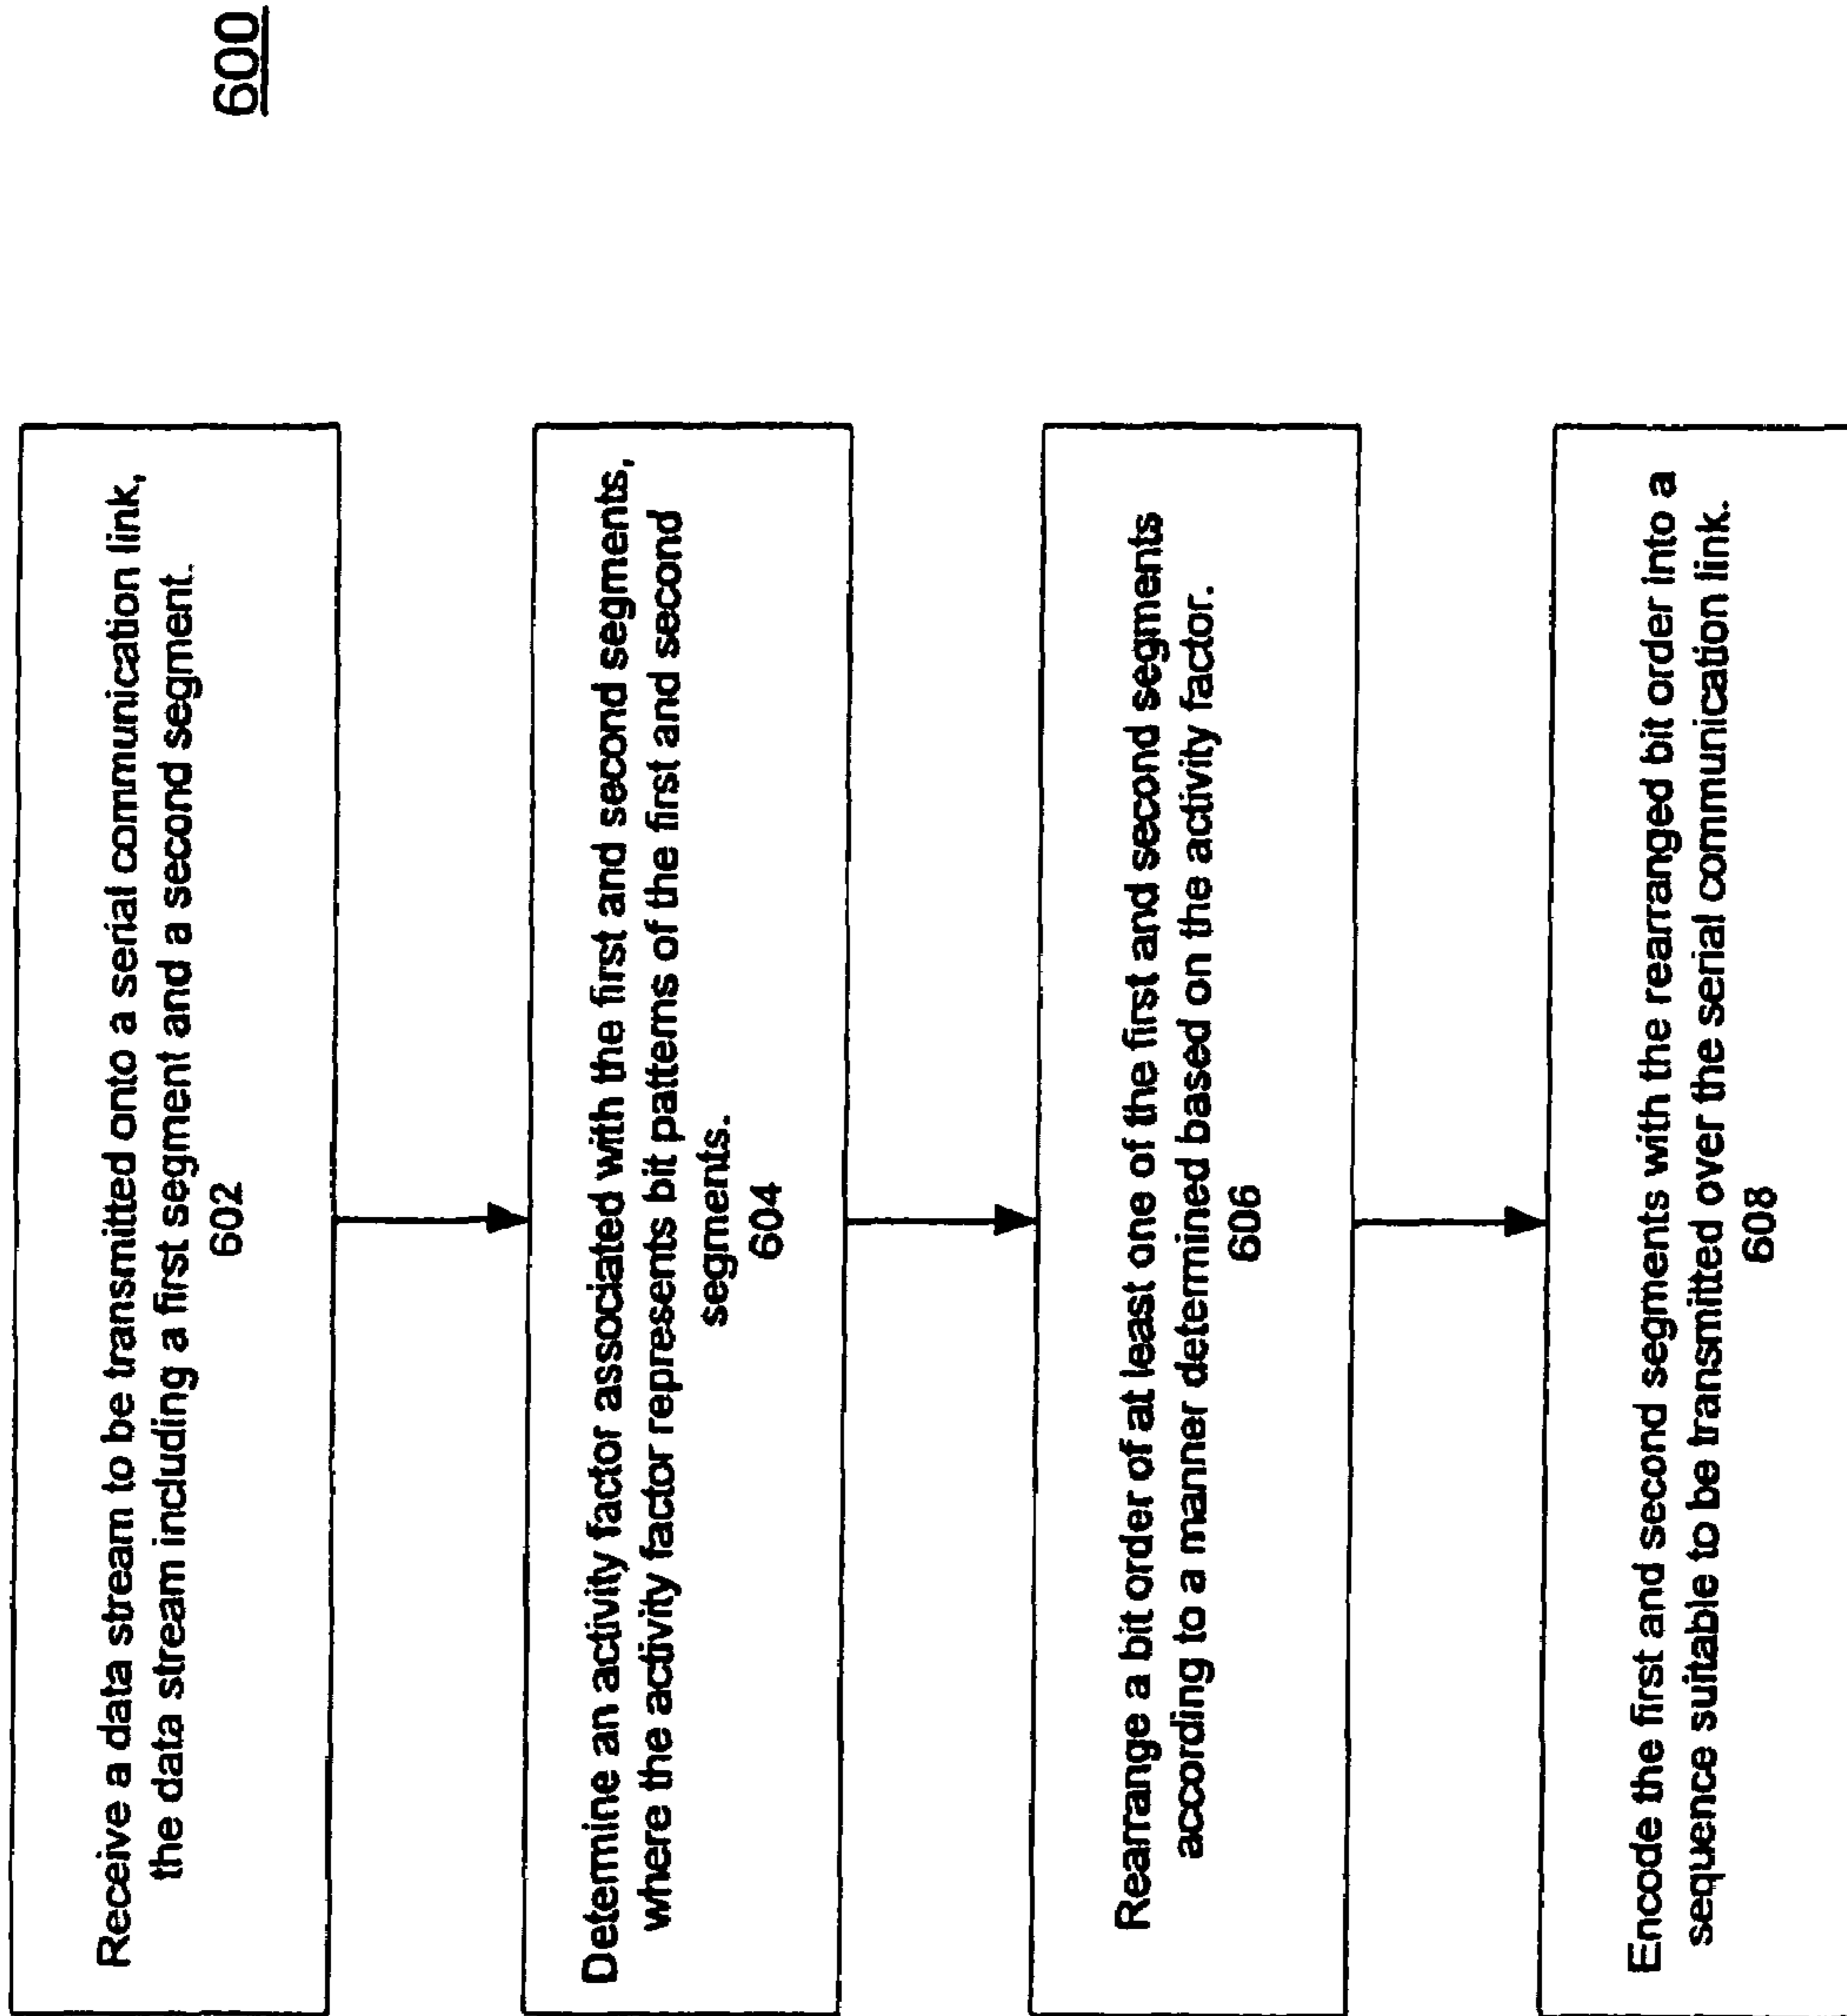 600
Receive a data stream to be transmitted onto a serial communication link,
the data stream including a first segment and a second segment.
602
Determine an activity factor associated with the first and second segments,
where the activity factor represents bit patterns of the first and second
segments.
604
Rearrange a bit order of at least one of the first and second segments
according to a manner determined based on the activity factor.
606
Encode the first and second segments with the rearranged bit order into a
sequence suitable to be transmitted over the serial communication link.
608